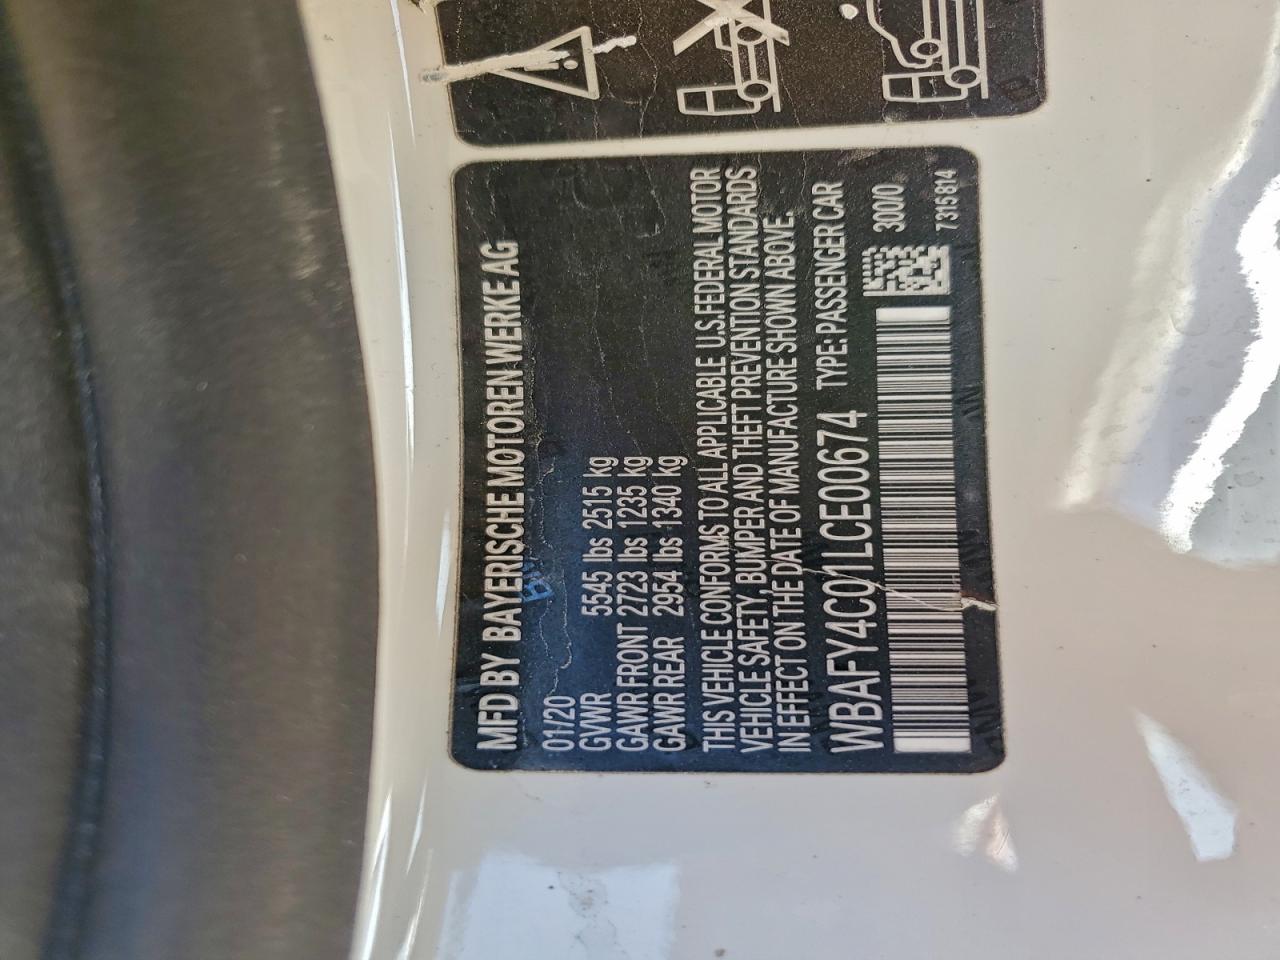 MFD BY BAYERISCHE MOTOREN WERKE AG
01/20
GVWR 5545 lbs 2515 kg
GAWR FRONT 2723 lbs 1235 kg
GAWR REAR 2954 lbs 1340 kg
THIS VEHICLE CONFORMS TO ALL APPLICABLE U.S.FEDERAL MOTOR
VEHICLE SAFETY, BUMPER AND THEFT PREVENTION STANDARDS
IN EFFECT ON THE DATE OF MANUFACTURE SHOWN ABOVE.
WBAFY4C01LCE00674 TYPE: PASSENGER CAR
300/0
7315814